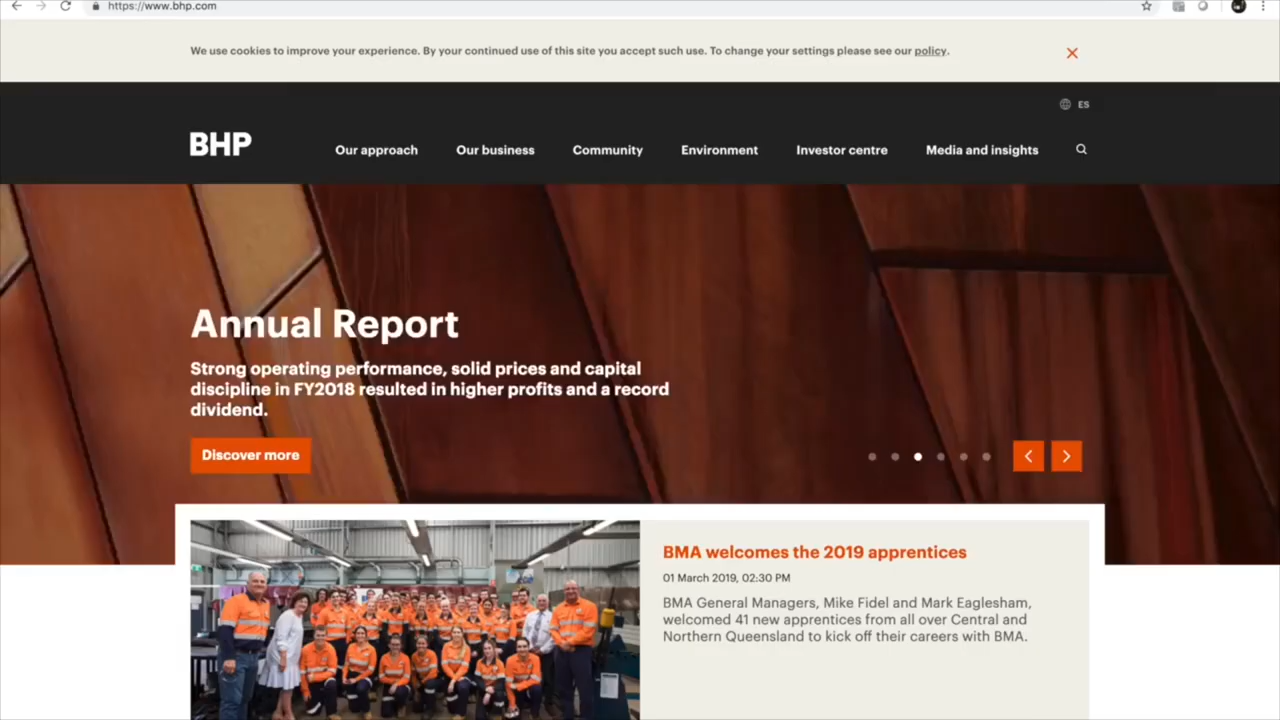 https://www.bhp.com
We use cookies to improve your experience. By your continued use of this site you accept such use. To change your settings please see our policy.
ES
BHP
Our approach
Our business
Community
Environment
Investor centre
Media and insights
Annual Report
Strong operating performance, solid prices and capital
discipline in FY2018 resulted in higher profits and a record
dividend.
Discover more
BMA welcomes the 2019 apprentices
01 March 2019, 02:30 PM
BMA General Managers, Mike Fidel and Mark Eaglesham,
welcomed 41 new apprentices from all over Central and
Northern Queensland to kick off their careers with BMA.